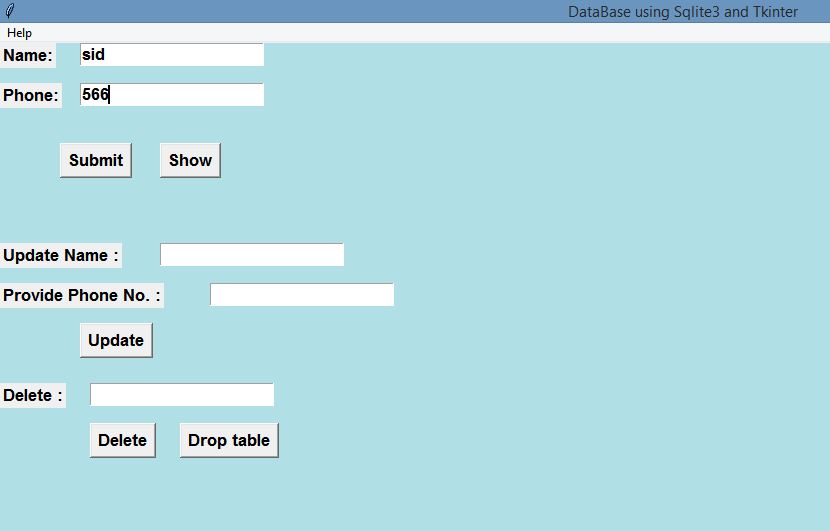 DataBase using Sqlite3 and Tkinter
Help
Name: sid
Phone: 566
Submit Show
Update Name :
Provide Phone No. :
Update
Delete :
Delete Drop table